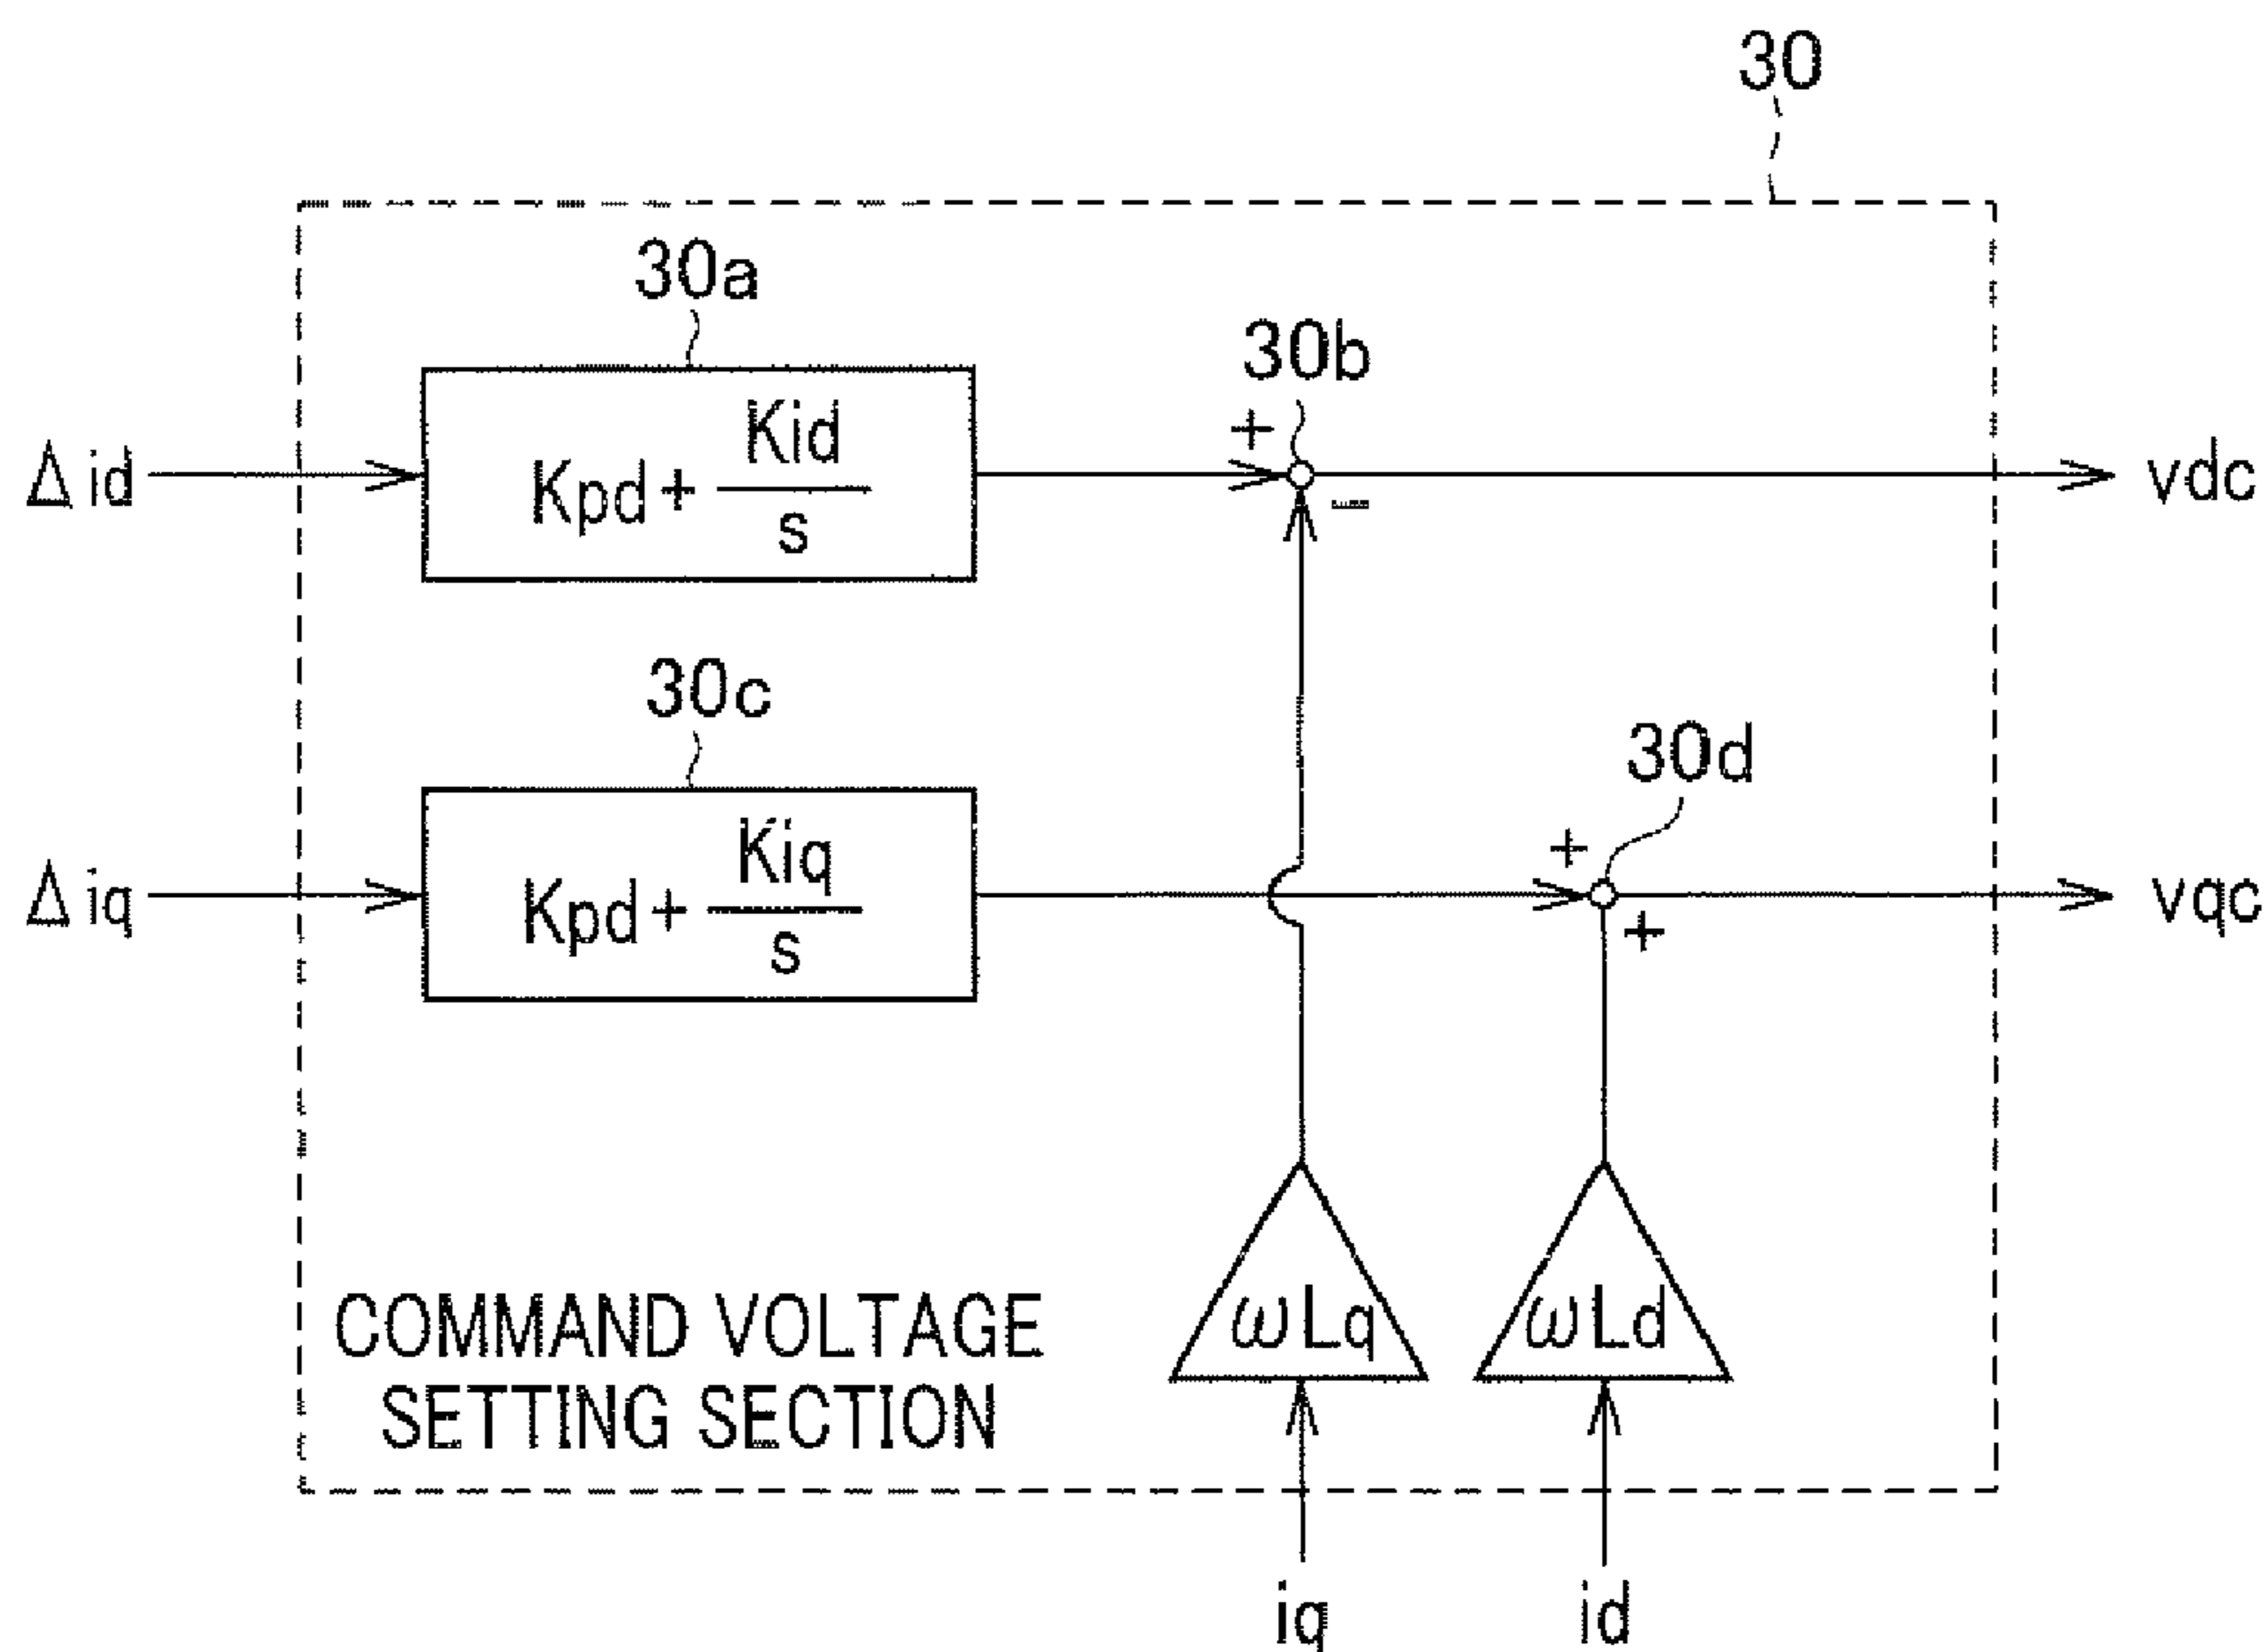 30
30a
30b
Δid
Kpd+
Kid
s
+
-
vdc
30c
30d
Δiq
Kpd+
Kiq
s
+
+
vqc
ωLq
ωLd
COMMAND VOLTAGE
SETTING SECTION
iq
id